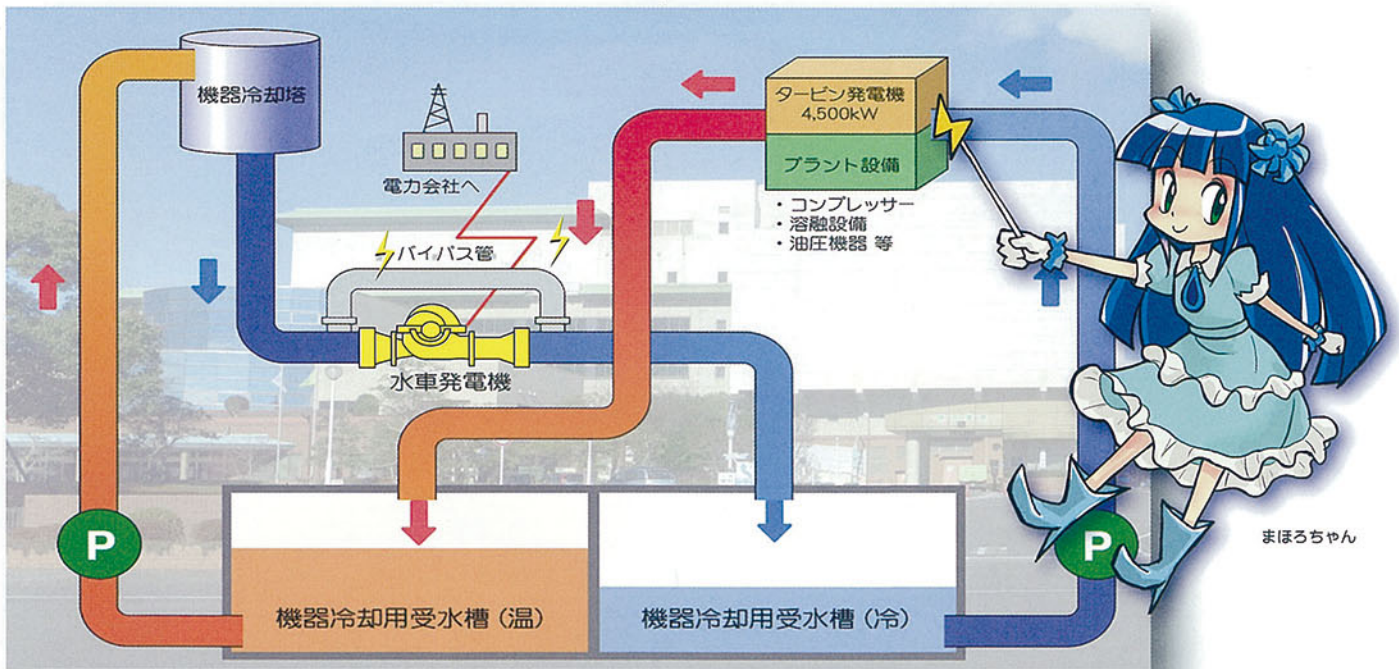 機器冷却塔
電力会社へ
バイパス管
水車発電機
タービン発電機
4,500kW
プラント設備
・コンプレッサー
・溶融設備
・油圧機器 等
P
機器冷却用受水槽（温）
機器冷却用受水槽（冷）
P
まほろちゃん